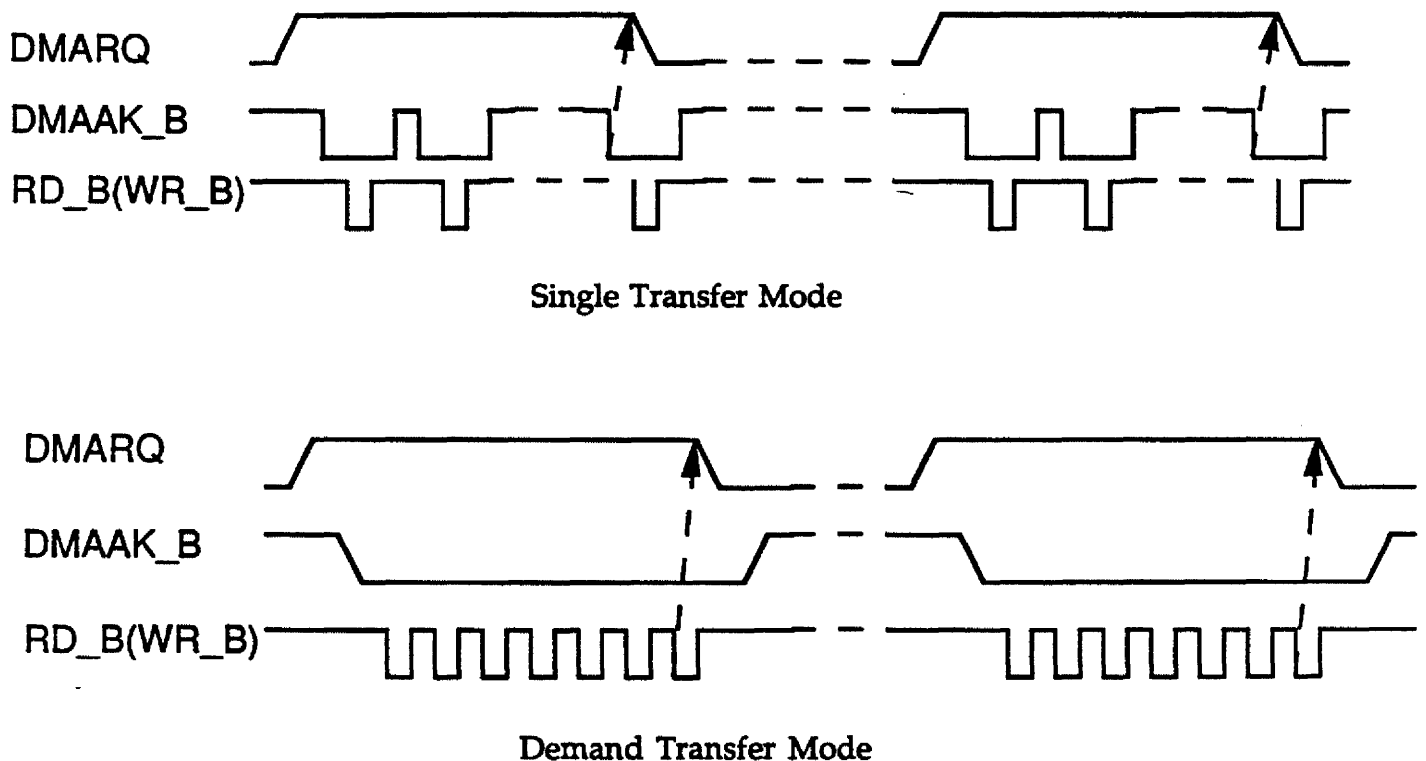 DMARQ
DMAAK_B
RD_B(WR_B)
Single Transfer Mode
DMARQ
DMAAK_B
RD_B(WR_B)
Demand Transfer Mode